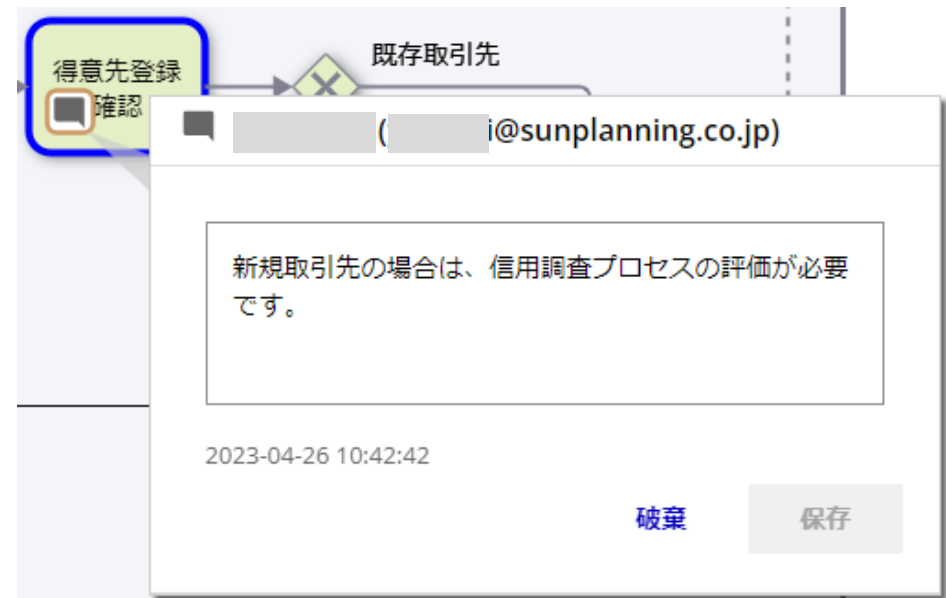 得意先登録
確認
既存取引先
(i@sunplanning.co.jp)
新規取引先の場合は、信用調査プロセスの評価が必要
です。
2023-04-26 10:42:42
破棄
保存